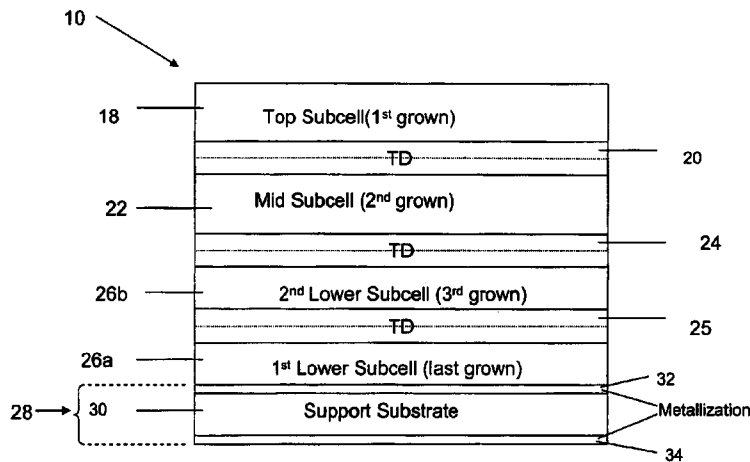 10
18
Top Subcell(1st grown)
TD
20
22
Mid Subcell (2nd grown)
TD
24
26b
2nd Lower Subcell (3rd grown)
TD
25
26a
1st Lower Subcell (last grown)
32
28
30
Support Substrate
Metallization
34